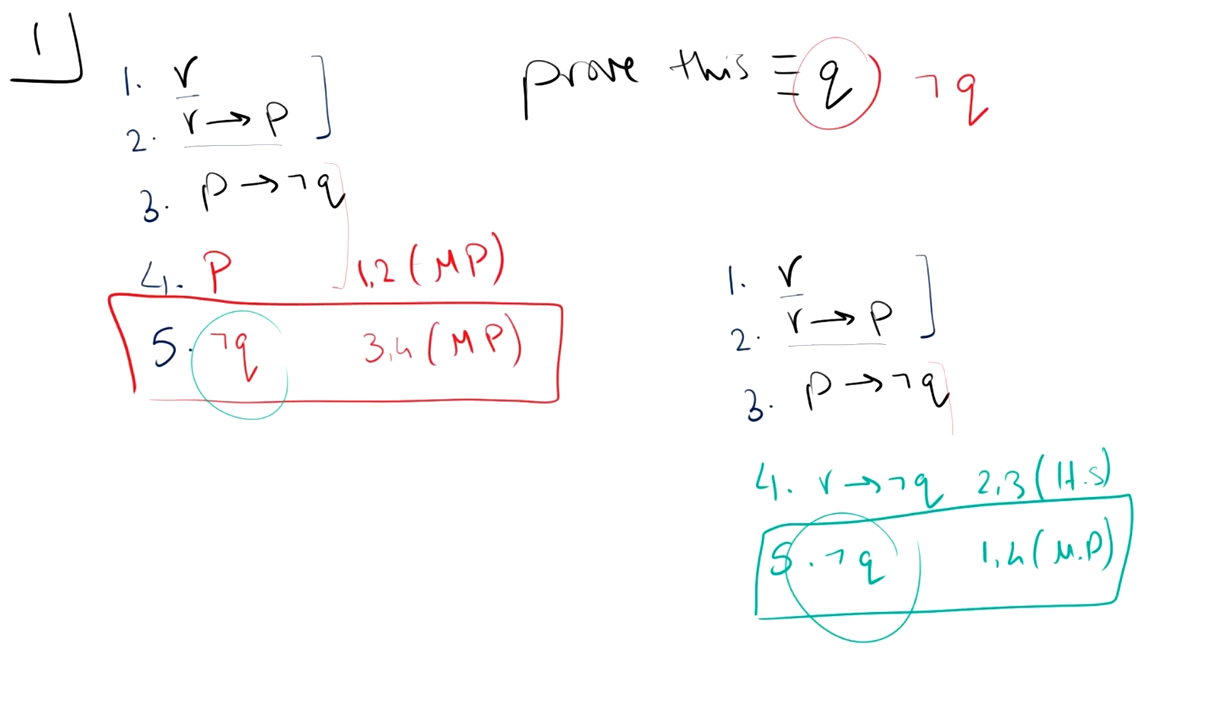 1
prove this ≡ q ¬q
1. r
2. r → p
3. p → ¬q
4. P 1,2 (MP)
5. ¬q 3,4 (MP)
1. r
2. r → p
3. p → ¬q
4. r → ¬q 2,3 (H.S)
5. ¬q 1,4 (M.P)